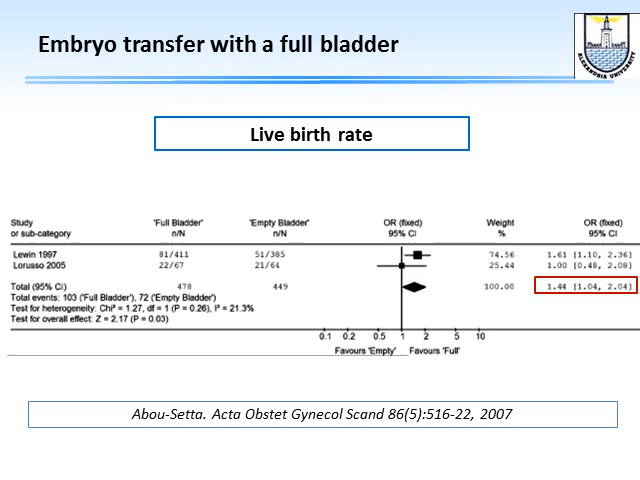 Embryo transfer with a full bladder
ALEXANDRIA UNIVERSITY
Live birth rate
Study 'Full Bladder' 'Empty Bladder' OR (fixed) Weight OR (fixed)
or sub-category n/N n/N 95% CI % 95% CI
Lewin 1997 81/411 51/385 74.56 1.61 [1.10, 2.36]
Lorusso 2005 22/67 21/64 25.44 1.00 [0.48, 2.08]
Total (95% CI) 478 449 100.00 1.44 [1.04, 2.04]
Total events: 103 ('Full Bladder'), 72 ('Empty Bladder')
Test for heterogeneity: Chi² = 1.27, df = 1 (P = 0.26), I² = 21.3%
Test for overall effect: Z = 2.17 (P = 0.03)
0.1 0.2 0.5 1 2 5 10
Favours 'Empty' Favours 'Full'
Abou-Setta. Acta Obstet Gynecol Scand 86(5):516-22, 2007